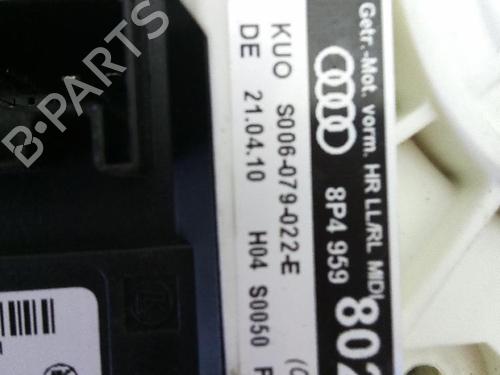 Getr.-Mot. vorm. HR LL/RL MIDI
8P4 959
802
KUO S006-079-022-E
DE 21.04.10 H04 S0050
B-PARTS